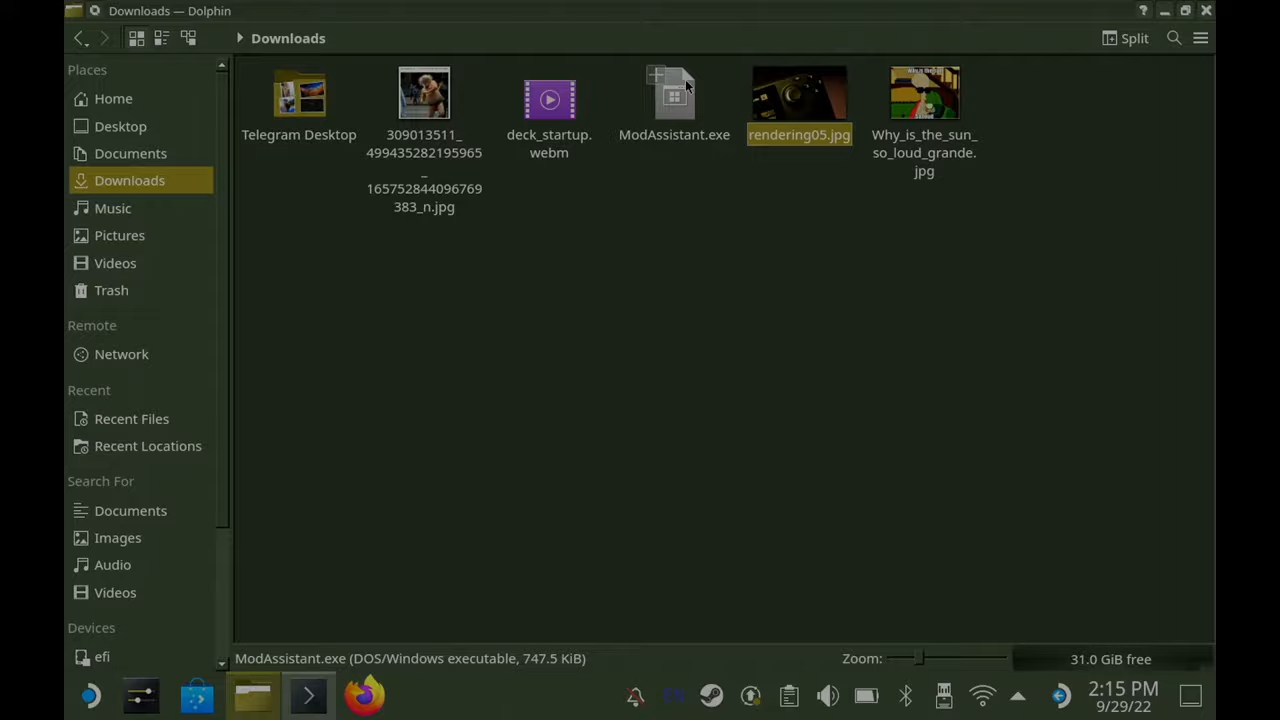 Downloads — Dolphin
Downloads
Split
Places
Home
Desktop
Documents
Downloads
Music
Pictures
Videos
Trash
Remote
Network
Recent
Recent Files
Recent Locations
Search For
Documents
Images
Audio
Videos
Devices
efi
Telegram Desktop
309013511_
499435282195965
_
165752844096769
383_n.jpg
deck_startup.
webm
ModAssistant.exe
rendering05.jpg
Why_is_the_sun_
so_loud_grande.
jpg
ModAssistant.exe (DOS/Windows executable, 747.5 KiB)
Zoom:
31.0 GiB free
2:15 PM
9/29/22